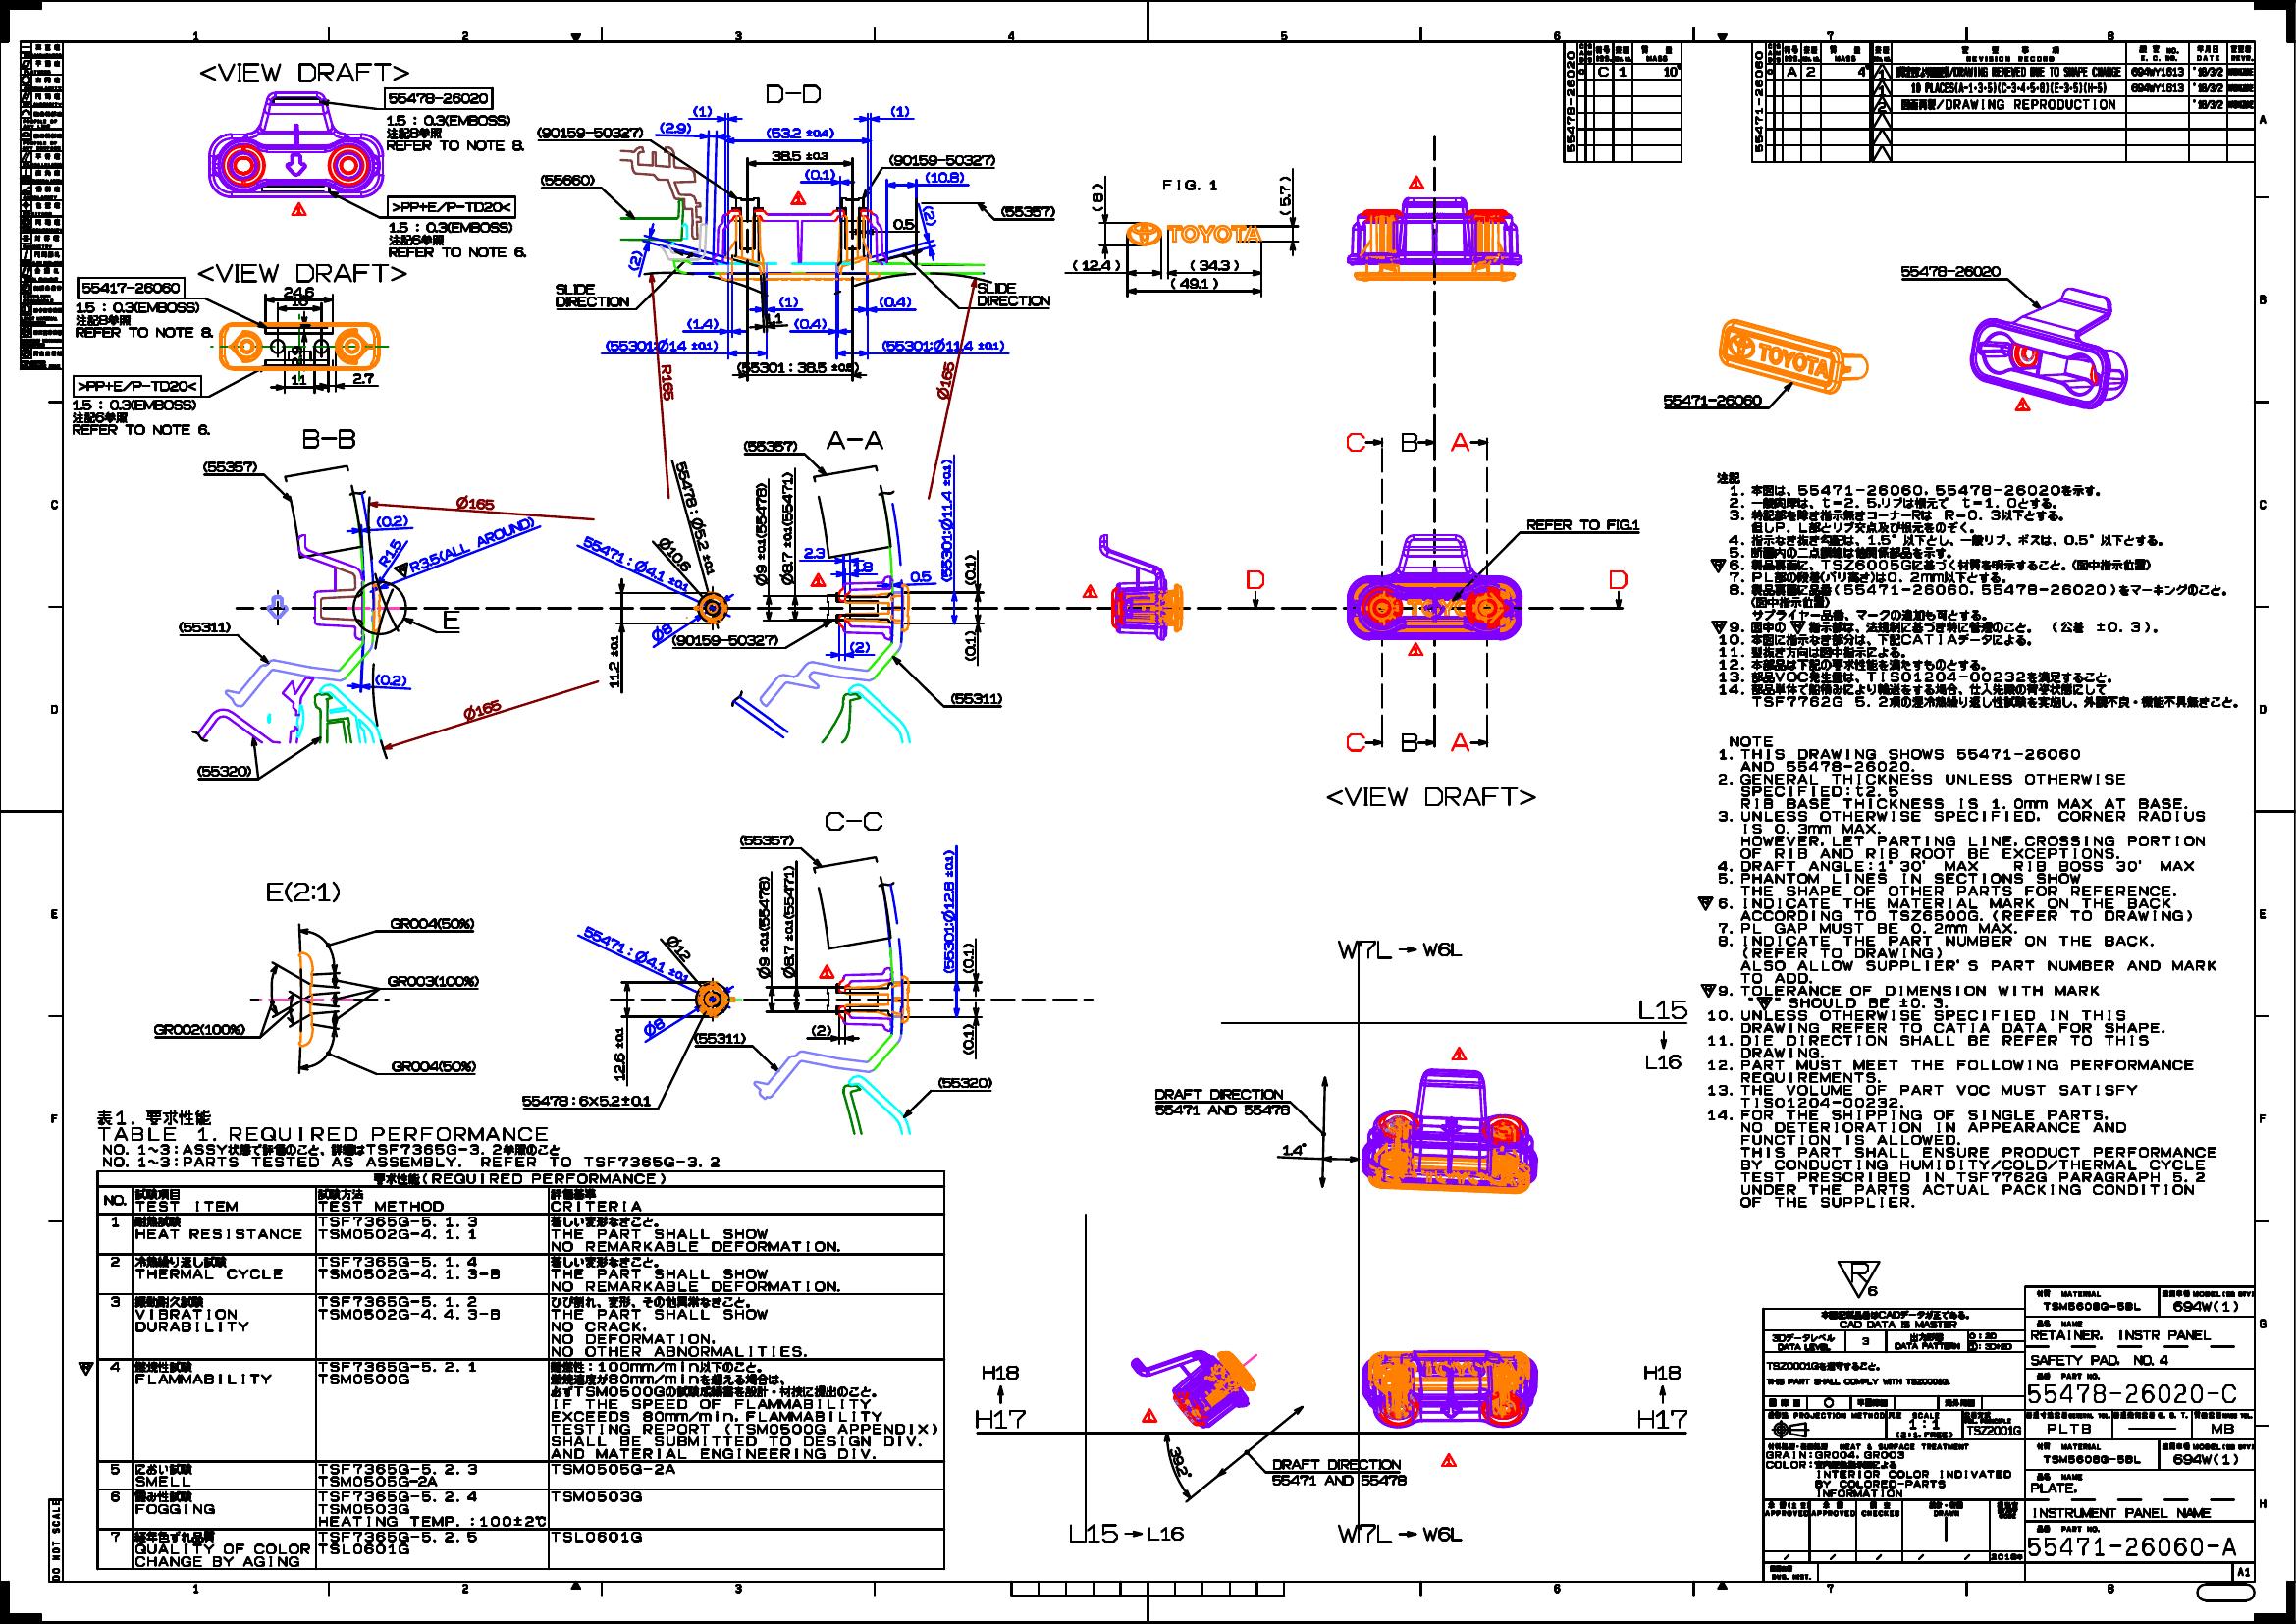 <VIEW DRAFT>
55478-26020
1.5 : 0.3(EMBOSS)
注記8参照
REFER TO NOTE 8.
>PP+E/P-TD20<
1.5 : 0.3(EMBOSS)
注記6参照
REFER TO NOTE 6.
<VIEW DRAFT>
55417-26060
1.5 : 0.3(EMBOSS)
注記8参照
REFER TO NOTE 8.
24.6
11
2.7
>PP+E/P-TD20<
1.5 : 0.3(EMBOSS)
注記6参照
REFER TO NOTE 6.
D-D
(1)
(1)
(2.9)
(53.2 ±0.4)
(90159-50327)
38.5 ±0.3
(90159-50327)
(55660)
(0.1)
(10.8)
(55357)
0.5
(2)
(2)
SLIDE DIRECTION
SLIDE DIRECTION
(1)
(0.4)
(1.4)
(0.4)
(55301:Ø14 ±0.1)
(55301:Ø11.4 ±0.1)
(55301 : 38.5 ±0.5)
R165
Ø165
FIG. 1
(8)
(5.7)
TOYOTA
(12.4)
(34.3)
(49.1)
55478-26020
55471-26060
TOYOTA
REVISION RECORD
E. C. NO.
DATE
55478-26020
C 1 10
55471-26060
A 2 4
/DRAWING RENEWED DUE TO SHAPE CHANGE 694WY1613 '18/3/2
19 PLACES(A-1・3・5)(C-3・4・5・8)(E-3・5)(H-5) 694WY1613 '18/3/2
図面再製/DRAWING REPRODUCTION '18/3/2
B-B
(55357)
Ø165
(0.2)
R1.5
R3.5(ALL AROUND)
E
(55311)
(0.2)
Ø165
(55320)
A-A
(55357)
55478 : Ø5.2 ±0.1
Ø10.6
55471 : Ø4.1 ±0.1
Ø8
11.2 ±0.1
Ø9 ±0.1(55478)
Ø8.7 ±0.1(55471)
2.3
1.8
(55301:Ø11.4 ±0.1)
0.5
(0.1)
(0.1)
(90159-50327)
(2)
(55311)
C B A
REFER TO FIG.1
D D
C B A
<VIEW DRAFT>
C-C
(55357)
55471 : Ø4.1 ±0.1
Ø12
Ø8
12.6 ±0.1
Ø9 ±0.1(55478)
Ø8.7 ±0.1(55471)
(55301:Ø12.8 ±0.1)
(0.1)
(0.1)
(2)
(55311)
55478 : 6X5.2±0.1
(55320)
E(2:1)
GR004(50%)
GR003(100%)
GR002(100%)
GR004(50%)
W7L → W6L
L15
L16
DRAFT DIRECTION
55471 AND 55478
1.4°
H18
H17
H18
H17
39.2°
DRAFT DIRECTION
55471 AND 55478
L15 → L16
W7L → W6L
注記
1. 本図は、55471-26060, 55478-26020を示す。
2. 一般肉厚は、t=2. 5,リブは根元で t=1. 0とする。
3. 特記部を除き指示無きコーナーRは R=0. 3以下とする。
但しP. L部とリブ交点及び根元をのぞく。
4. 指示なき抜き勾配は、1.5°以下とし、一般リブ、ボスは、0.5°以下とする。
5. 断面内の二点鎖線は他関係部品を示す。
6. 製品裏面に、TSZ6005Gに基づく材質を明示すること。(図中指示位置)
7. PL部の段差(バリ高さ)は0. 2mm以下とする。
8. 製品裏面に品番(55471-26060, 55478-26020)をマーキングのこと。
(図中指示位置)
サプライヤー品番、マークの追加も可とする。
9. 図中の 指示部は、法規制に基づき特に管理のこと。 (公差 ±0. 3)。
10. 本図に指示なき部分は、下記CATIAデータによる。
11. 型抜き方向は図中指示による。
12. 本部品は下記の要求性能を満たすものとする。
13. 部品VOC発生量は、TIS01204-00232を満足すること。
14. 部品単体で船積みにより輸送をする場合、仕入先殿の荷姿状態にして
TSF7762G 5. 2項の湿冷熱繰り返し性試験を実施し、外観不良・機能不具無きこと。
NOTE
1. THIS DRAWING SHOWS 55471-26060
AND 55478-26020.
2. GENERAL THICKNESS UNLESS OTHERWISE
SPECIFIED:t2. 5
RIB BASE THICKNESS IS 1. 0mm MAX AT BASE.
3. UNLESS OTHERWISE SPECIFIED. CORNER RADIUS
IS 0. 3mm MAX.
HOWEVER. LET PARTING LINE. CROSSING PORTION
OF RIB AND RIB ROOT BE EXCEPTIONS.
4. DRAFT ANGLE:1°30' MAX RIB BOSS 30' MAX
5. PHANTOM LINES IN SECTIONS SHOW
THE SHAPE OF OTHER PARTS FOR REFERENCE.
6. INDICATE THE MATERIAL MARK ON THE BACK
ACCORDING TO TSZ6500G. (REFER TO DRAWING)
7. PL GAP MUST BE 0. 2mm MAX.
8. INDICATE THE PART NUMBER ON THE BACK.
(REFER TO DRAWING)
ALSO ALLOW SUPPLIER'S PART NUMBER AND MARK
TO ADD.
9. TOLERANCE OF DIMENSION WITH MARK
" " SHOULD BE ±0. 3.
10. UNLESS OTHERWISE SPECIFIED IN THIS
DRAWING REFER TO CATIA DATA FOR SHAPE.
11. DIE DIRECTION SHALL BE REFER TO THIS
DRAWING.
12. PART MUST MEET THE FOLLOWING PERFORMANCE
REQUIREMENTS.
13. THE VOLUME OF PART VOC MUST SATISFY
TIS01204-00232.
14. FOR THE SHIPPING OF SINGLE PARTS.
NO DETERIORATION IN APPEARANCE AND
FUNCTION IS ALLOWED.
THIS PART SHALL ENSURE PRODUCT PERFORMANCE
BY CONDUCTING HUMIDITY/COLD/THERMAL CYCLE
TEST PRESCRIBED IN TSF7762G PARAGRAPH 5. 2
UNDER THE PARTS ACTUAL PACKING CONDITION
OF THE SUPPLIER.
表1. 要求性能
TABLE 1. REQUIRED PERFORMANCE
NO. 1~3:ASSY状態で評価のこと、詳細はTSF7365G-3. 2参照のこと
NO. 1~3:PARTS TESTED AS ASSEMBLY. REFER TO TSF7365G-3. 2
要求性能(REQUIRED PERFORMANCE)
NO. 試験項目 試験方法 評価基準
TEST ITEM TEST METHOD CRITERIA
1 耐熱試験 TSF7365G-5. 1. 3 著しい変形なきこと。
HEAT RESISTANCE TSM0502G-4. 1. 1 THE PART SHALL SHOW
NO REMARKABLE DEFORMATION.
2 冷熱繰り返し試験 TSF7365G-5. 1. 4 著しい変形なきこと。
THERMAL CYCLE TSM0502G-4. 1. 3-B THE PART SHALL SHOW
NO REMARKABLE DEFORMATION.
3 振動耐久試験 TSF7365G-5. 1. 2 ひび割れ、変形、その他異常なきこと。
VIBRATION TSM0502G-4. 4. 3-B THE PART SHALL SHOW
DURABILITY NO CRACK.
NO DEFORMATION.
NO OTHER ABNORMALITIES.
4 燃焼性試験 TSF7365G-5. 2. 1 難燃性：100mm/min以下のこと。
FLAMMABILITY TSM0500G 燃焼速度が80mm/minを超える場合は、
必ずTSM0500Gの試験成績書を設計・材技に提出のこと。
IF THE SPEED OF FLAMMABILITY
EXCEEDS 80mm/min. FLAMMABILITY
TESTING REPORT (TSM0500G APPENDIX)
SHALL BE SUBMITTED TO DESIGN DIV.
AND MATERIAL ENGINEERING DIV.
5 におい試験 TSF7365G-5. 2. 3 TSM0505G-2A
SMELL TSM0505G-2A
6 曇み性試験 TSF7365G-5. 2. 4 TSM0503G
FOGGING TSM0503G
HEATING TEMP. :100±2℃
7 経年色ずれ品質 TSF7365G-5. 2. 5 TSL0601G
QUALITY OF COLOR TSL0601G
CHANGE BY AGING
R
6
CAD DATA IS MASTER
3Dデータレベル 3
DATA LEVEL DATA PATTERN
TSZ0001Gを遵守すること。
PROJECTION METHOD SCALE
1:1
(2:1. FREE)
TSZ2001G
HEAT & SURFACE TREATMENT
GRAIN:GR004. GR003
COLOR:
INTERIOR COLOR INDIVATED
BY COLORED-PARTS
INFORMATION
APPROVED APPROVED CHECKED DRAWN
材質 MATERIAL
TSM5608G-5BL 694W(1)
品名 NAME
RETAINER. INSTR PANEL
SAFETY PAD. NO. 4
品番 PART NO.
55478-26020-C
PLTB MB
材質 MATERIAL
TSM5608G-5BL 694W(1)
品名 NAME
PLATE.
INSTRUMENT PANEL NAME
品番 PART NO.
55471-26060-A
A1
DO NOT SCALE